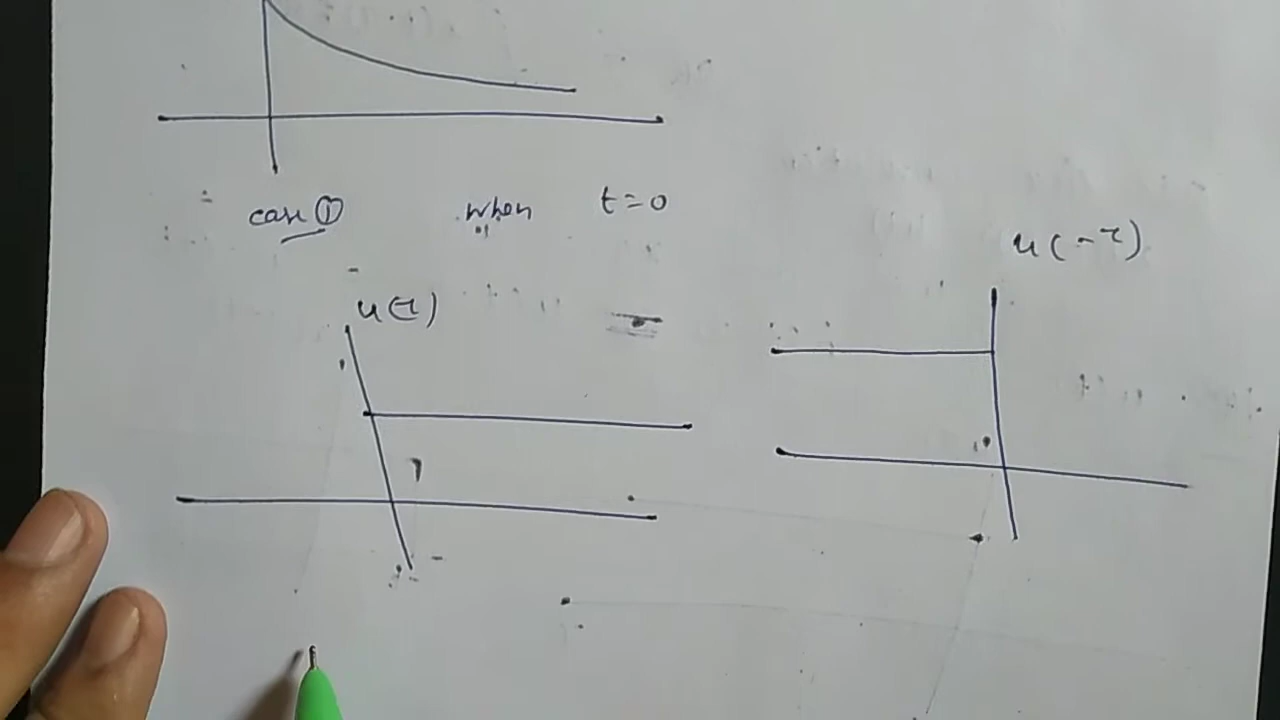 case ① when t=0
u(-τ)
u(τ)